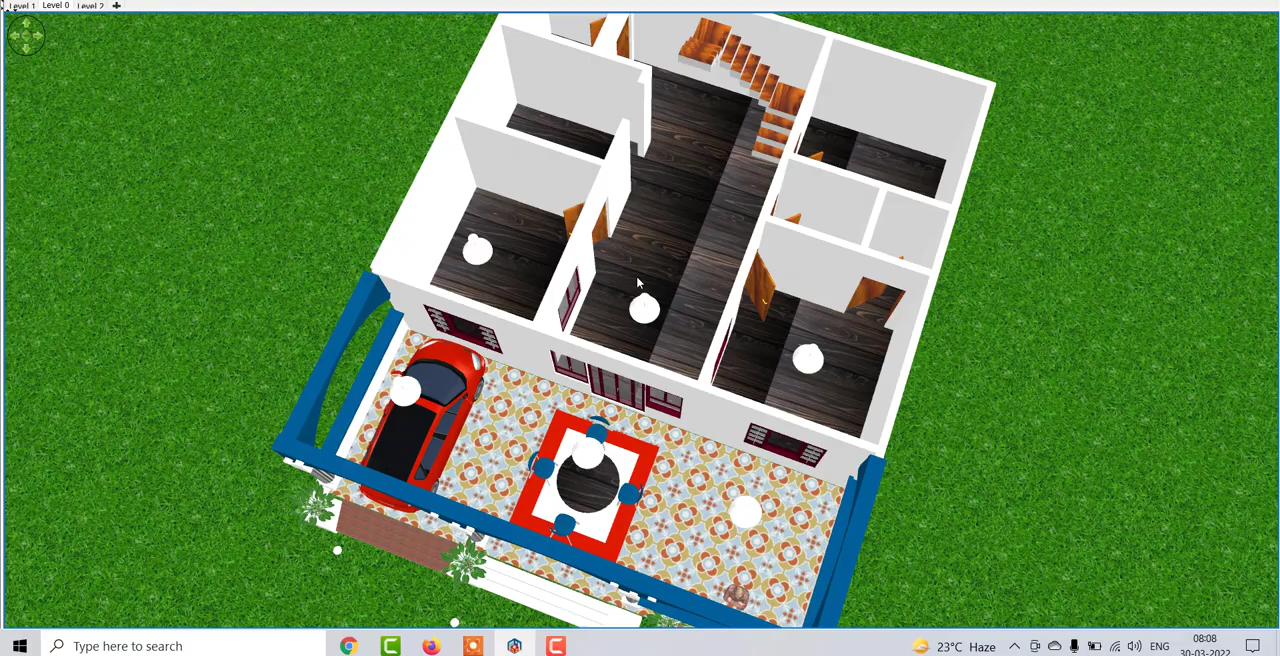 Level 1 Level 0 Level 2
Type here to search
23°C Haze
ENG
08:08
30-03-2022